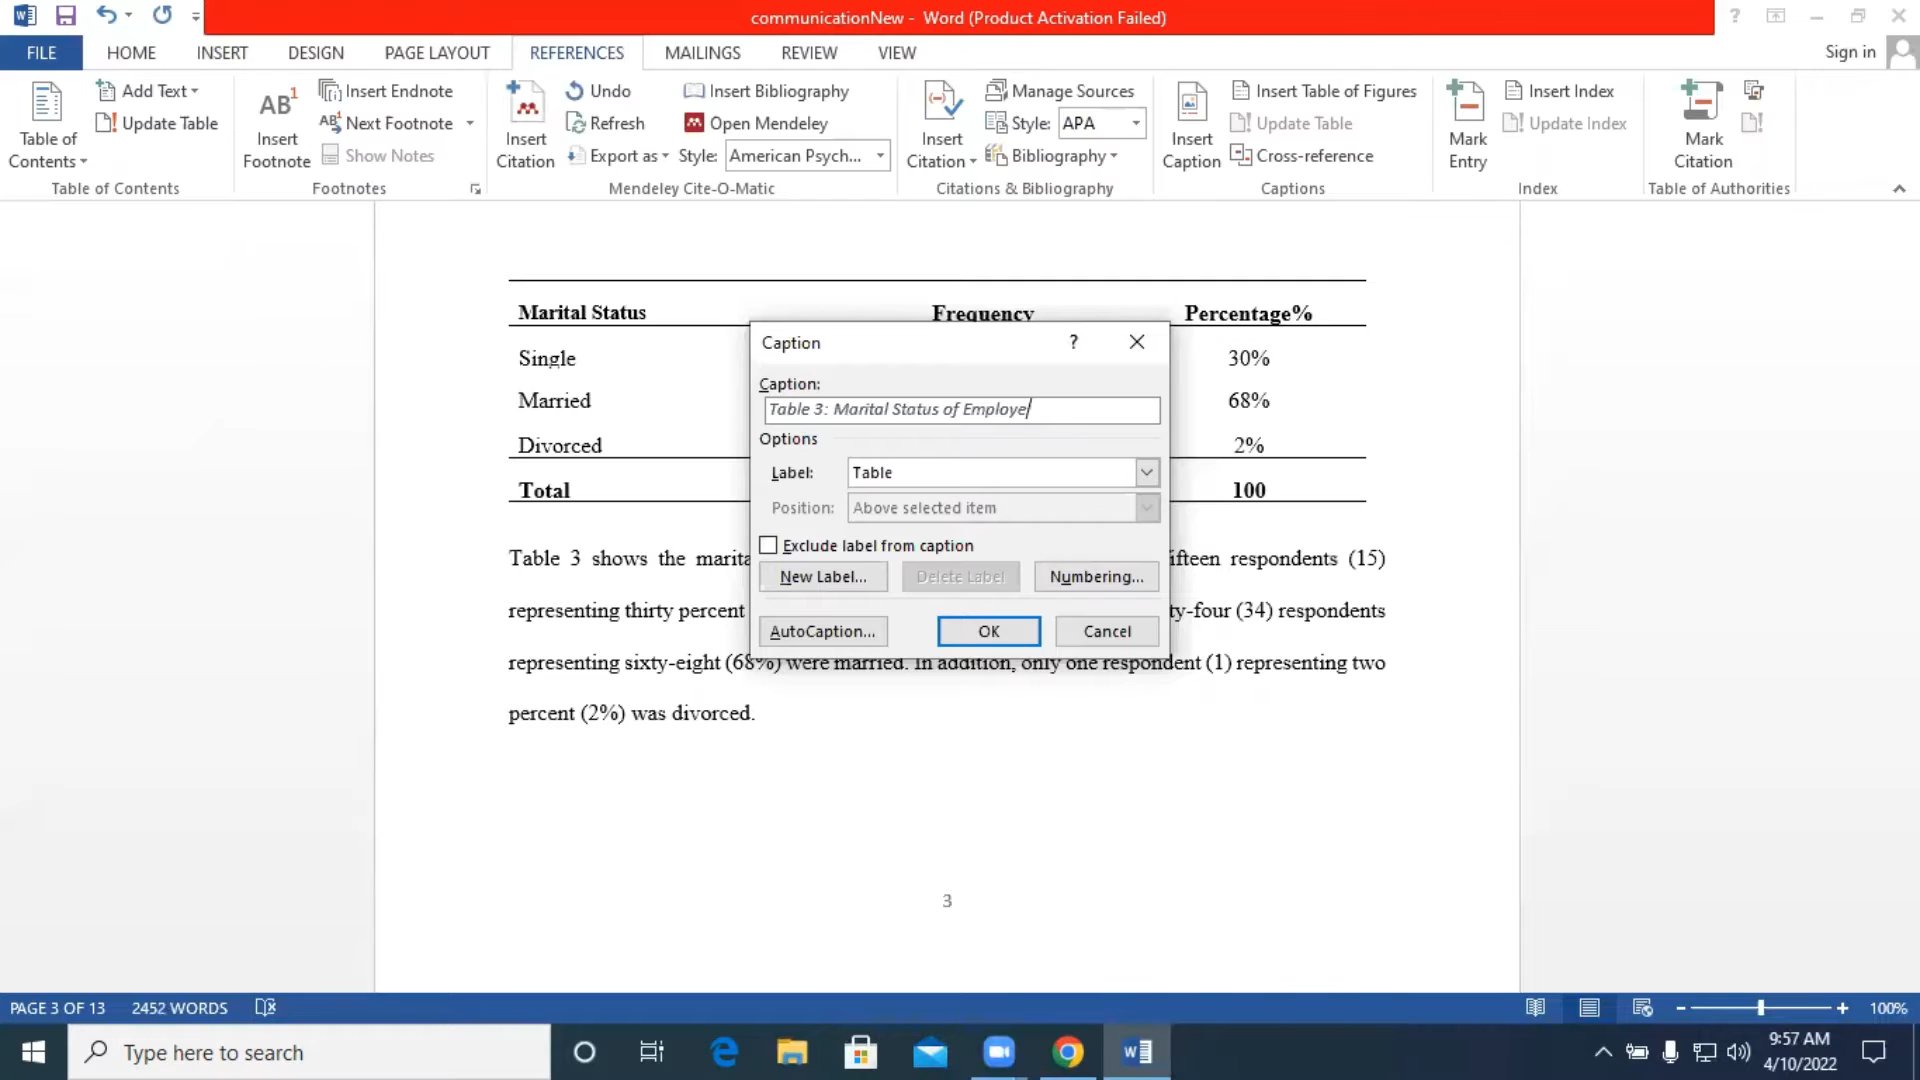 communicationNew - Word (Product Activation Failed)
FILE HOME INSERT DESIGN PAGE LAYOUT REFERENCES MAILINGS REVIEW VIEW Sign in
Table of Contents
Add Text
Update Table
Table of Contents
AB1 Insert Footnote
Insert Endnote
AB Next Footnote
Show Notes
Footnotes
Insert Citation
Undo
Refresh
Export as
Insert Bibliography
Open Mendeley
Style: American Psych...
Mendeley Cite-O-Matic
Insert Citation
Manage Sources
Style: APA
Bibliography
Citations & Bibliography
Insert Caption
Insert Table of Figures
Update Table
Cross-reference
Captions
Mark Entry
Insert Index
Update Index
Index
Mark Citation
Table of Authorities
Marital Status Frequency Percentage%
Single 30%
Married 68%
Divorced 2%
Total 100
Caption ?
Caption:
Table 3: Marital Status of Employe
Options
Label: Table
Position: Above selected item
Exclude label from caption
New Label... Delete Label Numbering...
AutoCaption... OK Cancel
Table 3 shows the marita ifteen respondents (15)
representing thirty percent ty-four (34) respondents
representing sixty-eight (68%) were married. In addition, only one respondent (1) representing two
percent (2%) was divorced.
3
PAGE 3 OF 13 2452 WORDS 100%
Type here to search
9:57 AM
4/10/2022